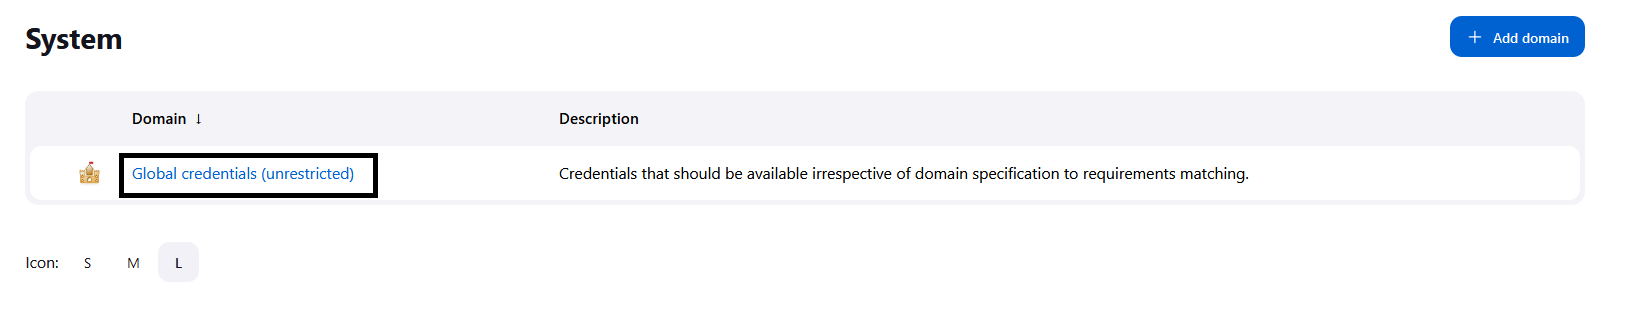 System
+ Add domain
Domain ↓ Description
Global credentials (unrestricted) Credentials that should be available irrespective of domain specification to requirements matching.
Icon: S M L